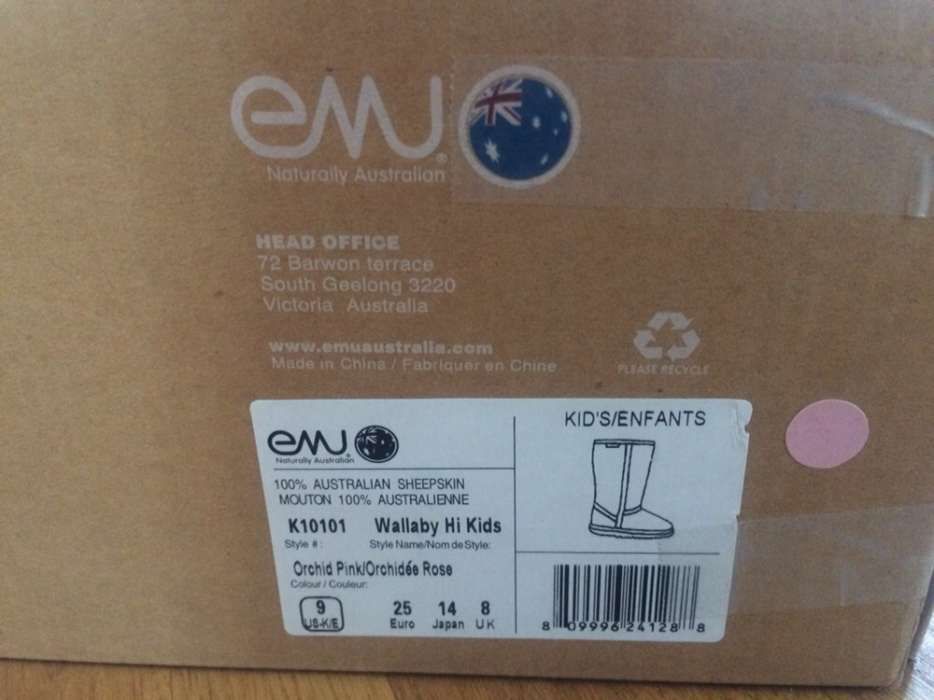 emu®
Naturally Australian
HEAD OFFICE
72 Barwon terrace
South Geelong 3220
Victoria Australia
www.emuaustralia.com
Made in China / Fabriquer en Chine
PLEASE RECYCLE
emu®
Naturally Australian
100% AUSTRALIAN SHEEPSKIN
MOUTON 100% AUSTRALIENNE
K10101 Wallaby Hi Kids
Style #: Style Name/Nom de Style:
Orchid Pink/Orchidée Rose
Colour / Couleur:
9 25 14 8
US-K/E Euro Japan UK
KID'S/ENFANTS
8 09996 24128 8